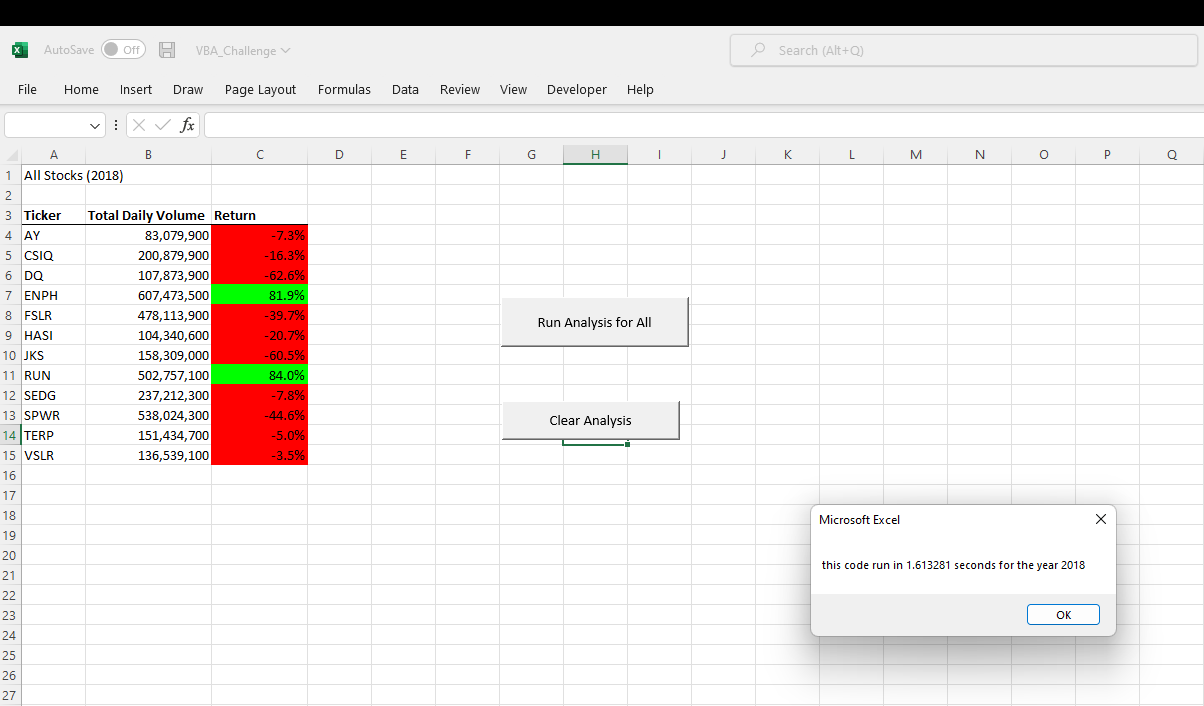 AutoSave Off VBA_Challenge Search (Alt+Q)
File Home Insert Draw Page Layout Formulas Data Review View Developer Help
fx
A B C D E F G H I J K L M N O P Q
1 All Stocks (2018)
2
3 Ticker Total Daily Volume Return
4 AY 83,079,900 -7.3%
5 CSIQ 200,879,900 -16.3%
6 DQ 107,873,900 -62.6%
7 ENPH 607,473,500 81.9%
8 FSLR 478,113,900 -39.7%
Run Analysis for All
9 HASI 104,340,600 -20.7%
10 JKS 158,309,000 -60.5%
11 RUN 502,757,100 84.0%
12 SEDG 237,212,300 -7.8%
13 SPWR 538,024,300 -44.6%
Clear Analysis
14 TERP 151,434,700 -5.0%
15 VSLR 136,539,100 -3.5%
16
17
18
19
20
21
22
23
24
25
26
27
Microsoft Excel
this code run in 1.613281 seconds for the year 2018
OK